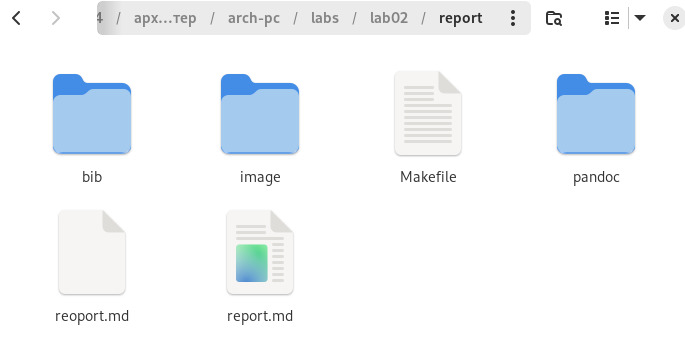 4 / арх...тер / arch-pc / labs / lab02 / report
bib image Makefile pandoc
reoport.md report.md